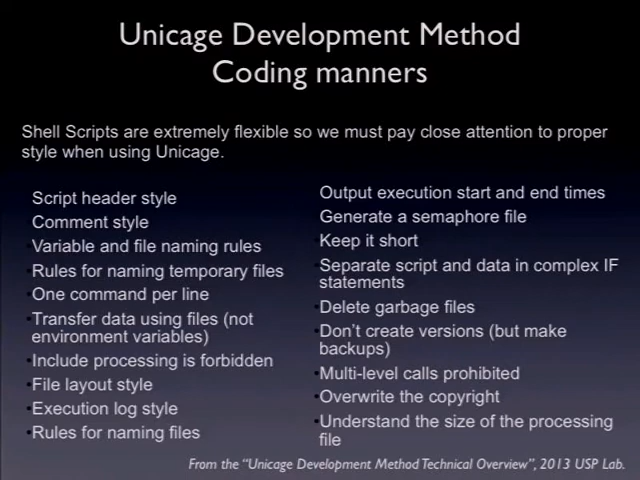 Unicage Development Method
Coding manners
Shell Scripts are extremely flexible so we must pay close attention to proper
style when using Unicage.
Script header style
Comment style
•Variable and file naming rules
•Rules for naming temporary files
•One command per line
•Transfer data using files (not
environment variables)
•Include processing is forbidden
•File layout style
•Execution log style
•Rules for naming files
Output execution start and end times
•Generate a semaphore file
•Keep it short
•Separate script and data in complex IF
statements
•Delete garbage files
•Don't create versions (but make
backups)
•Multi-level calls prohibited
•Overwrite the copyright
•Understand the size of the processing
file
From the “Unicage Development Method Technical Overview”, 2013 USP Lab.